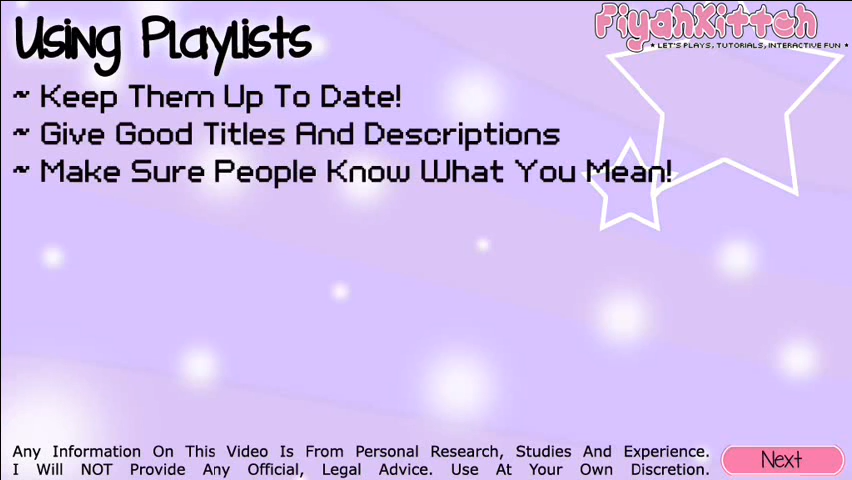 Using Playlists
FiyahKitteh
* LET'S PLAYS, TUTORIALS, INTERACTIVE FUN *
~ Keep Them Up To Date!
~ Give Good Titles And Descriptions
~ Make Sure People Know What You Mean!
Any Information On This Video Is From Personal Research, Studies And Experience.
I Will NOT Provide Any Official, Legal Advice. Use At Your Own Discretion.
Next